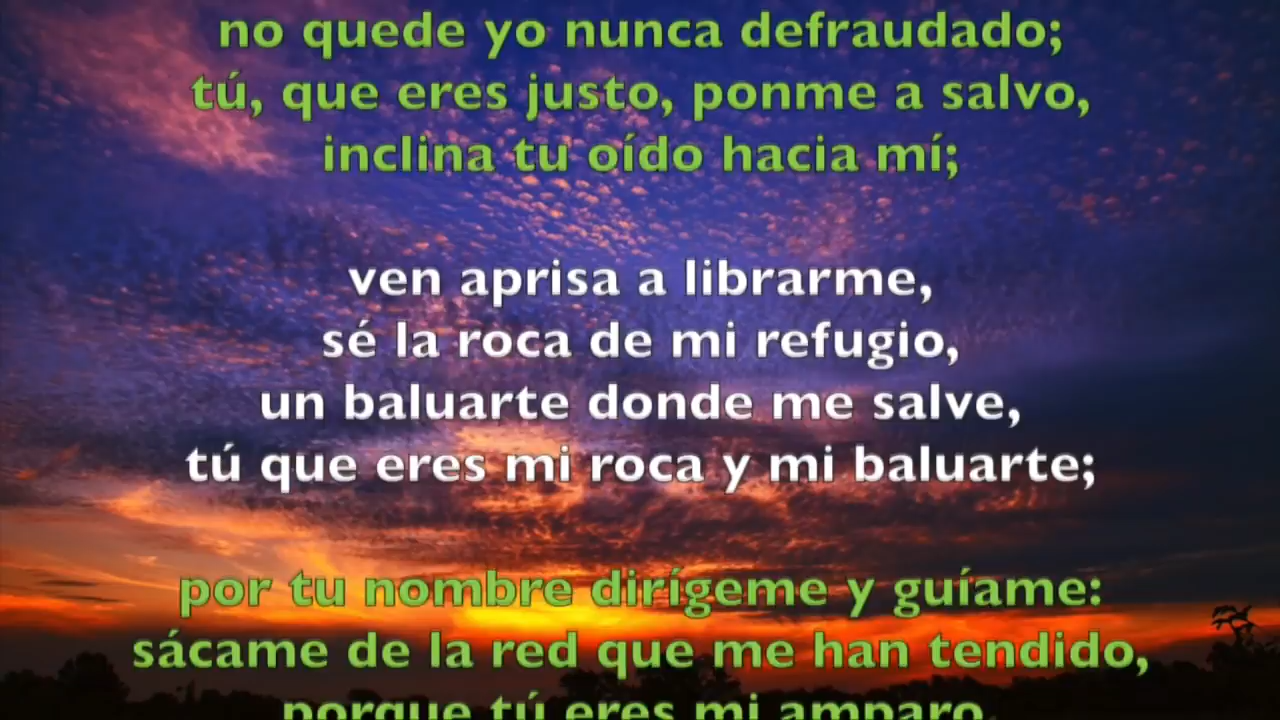 no quede yo nunca defraudado;
tú, que eres justo, ponme a salvo,
inclina tu oído hacia mí;
ven aprisa a librarme,
sé la roca de mi refugio,
un baluarte donde me salve,
tú que eres mi roca y mi baluarte;
por tu nombre dirígeme y guíame:
sácame de la red que me han tendido,
porque tú eres mi amparo.